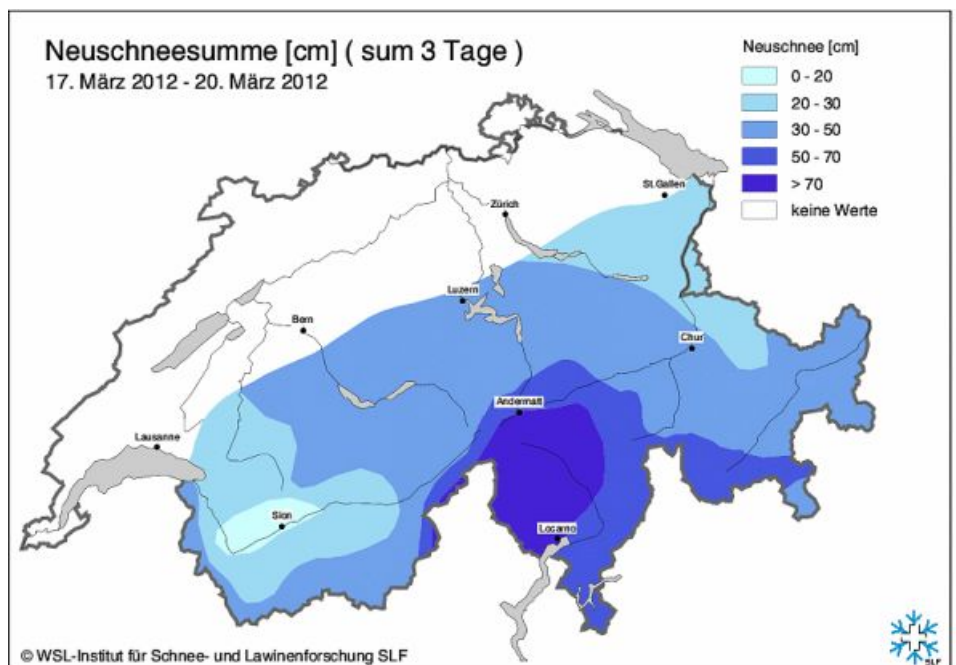 Neuschneesumme [cm] ( sum 3 Tage )
17. März 2012 - 20. März 2012
Neuschnee [cm]
0 - 20
20 - 30
30 - 50
50 - 70
> 70
keine Werte
St.Gallen
Zürich
Luzern
Bern
Chur
Andermatt
Lausanne
Sion
Locarno
© WSL-Institut für Schnee- und Lawinenforschung SLF
SLF